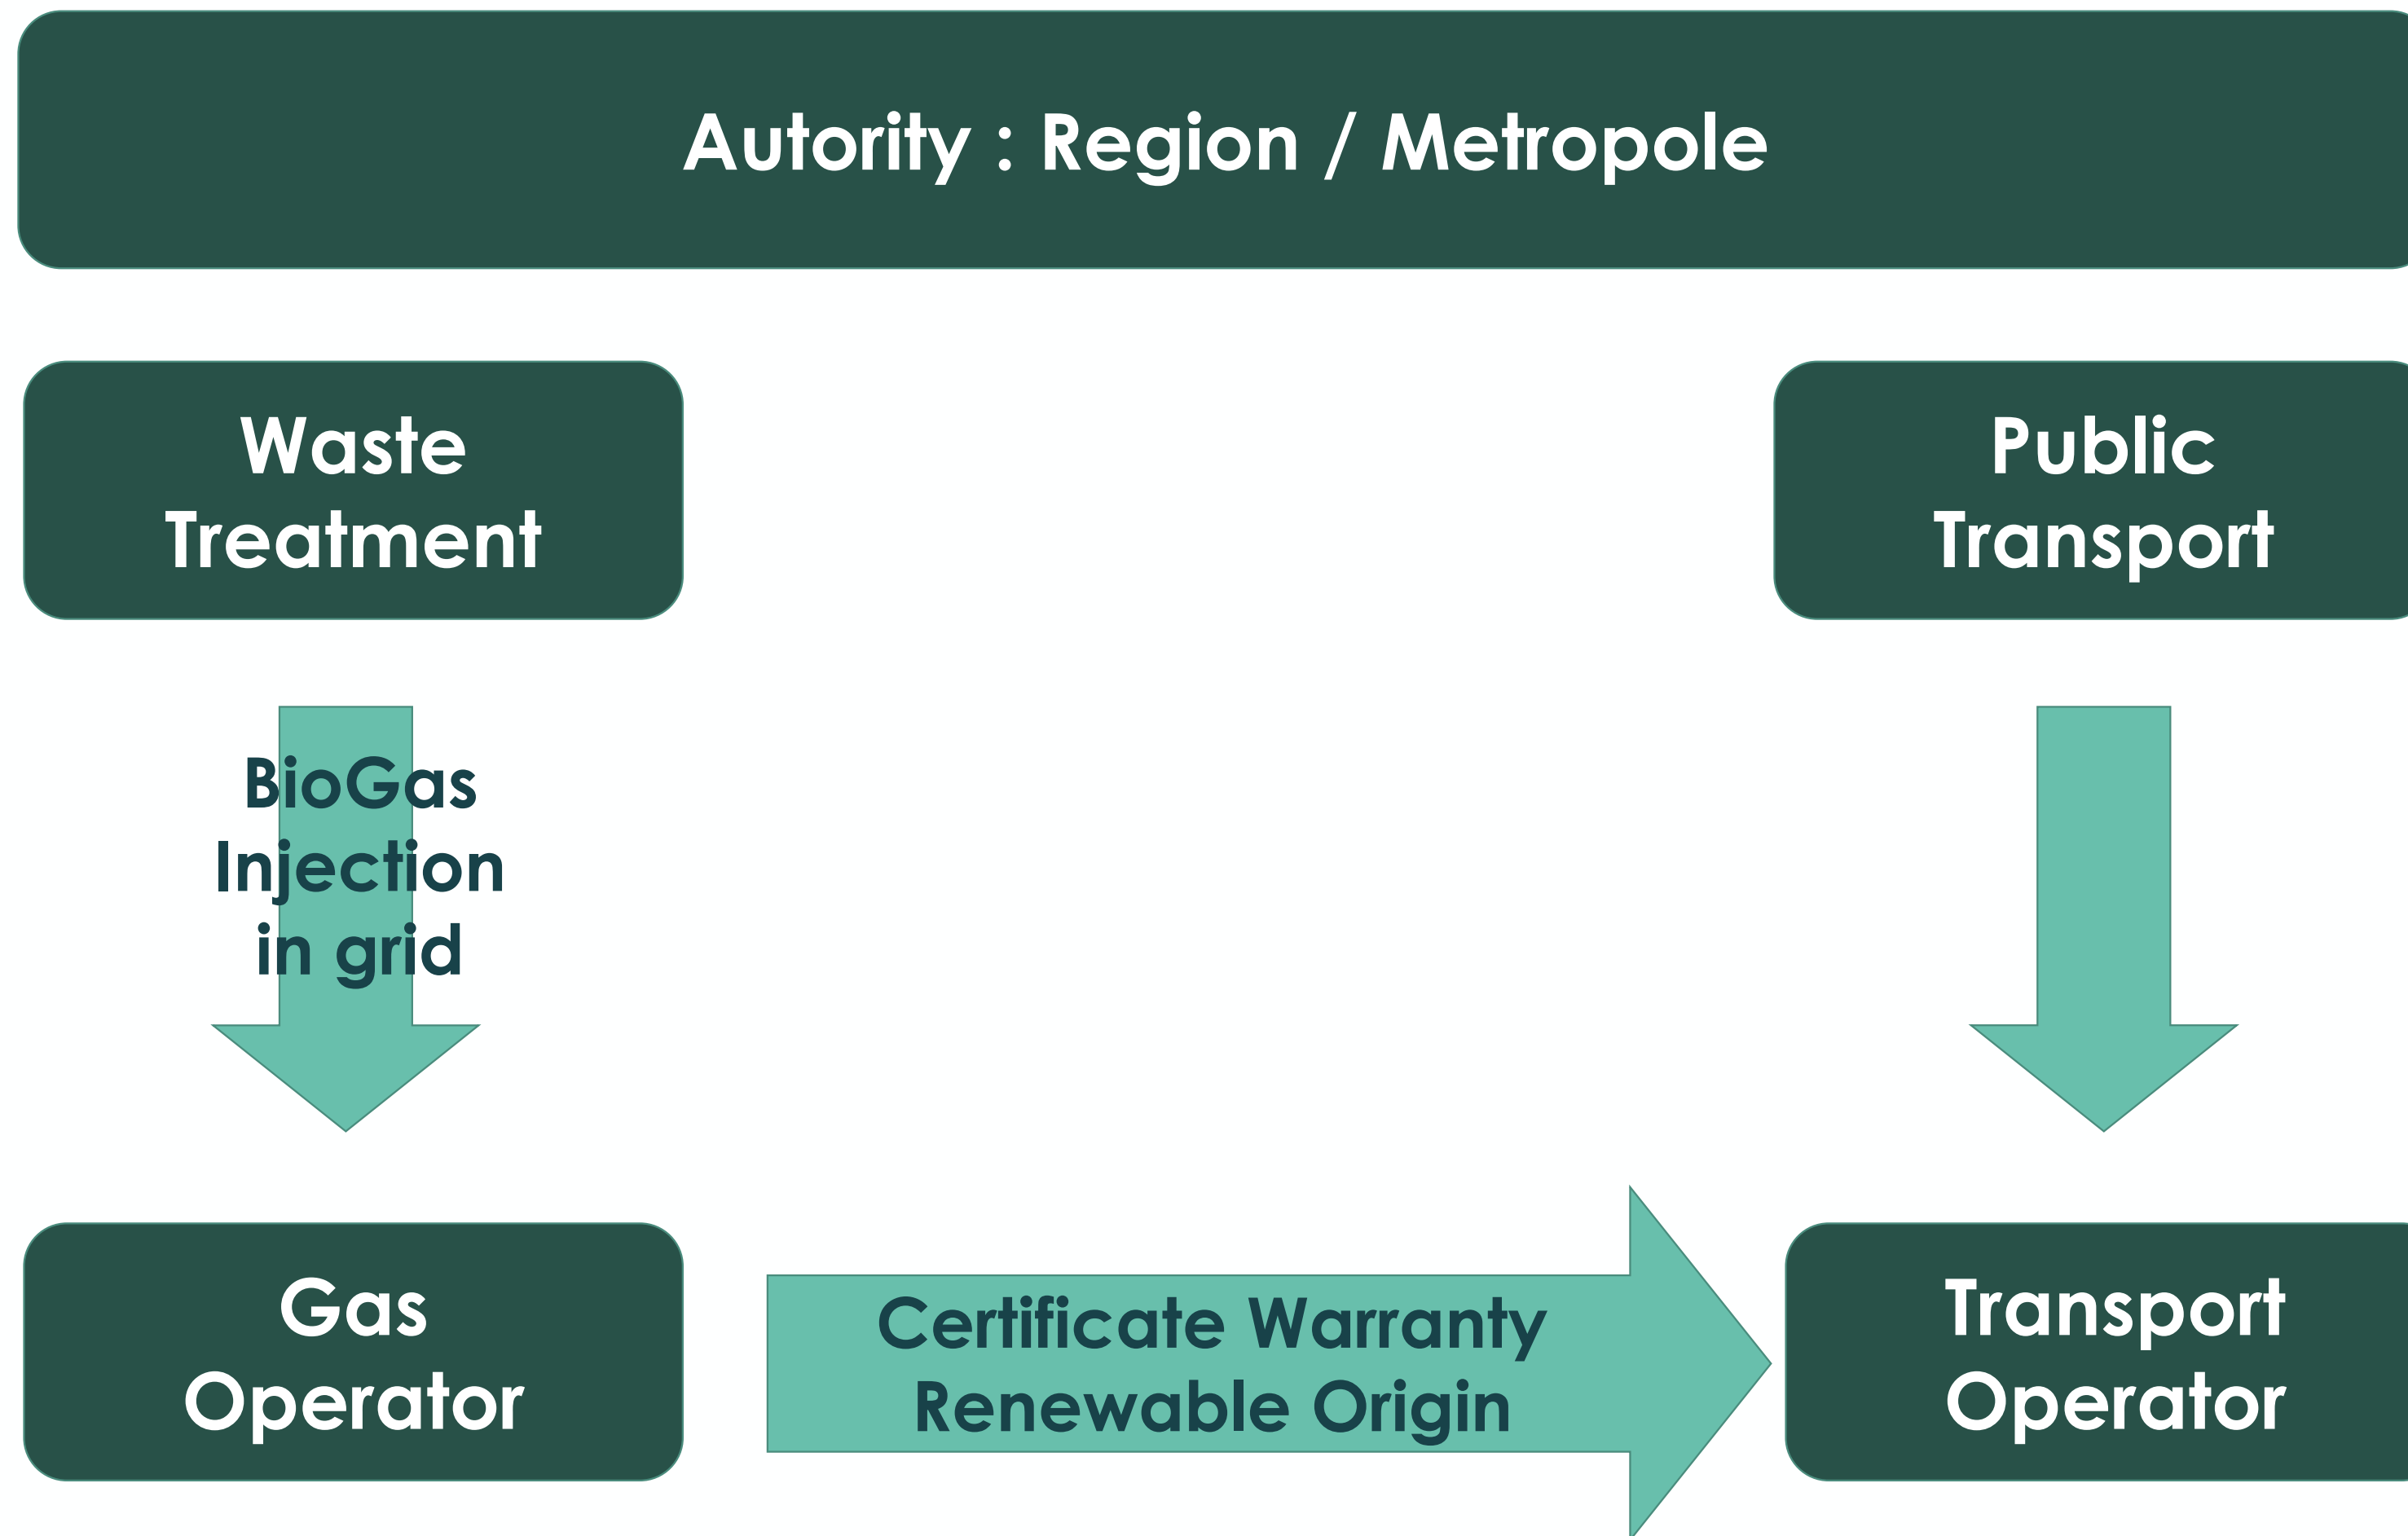 Autority : Region / Metropole
Waste
Treatment
Public
Transport
BioGas
Injection
in grid
Gas
Operator
Certificate Warranty
Renewable Origin
Transport
Operator